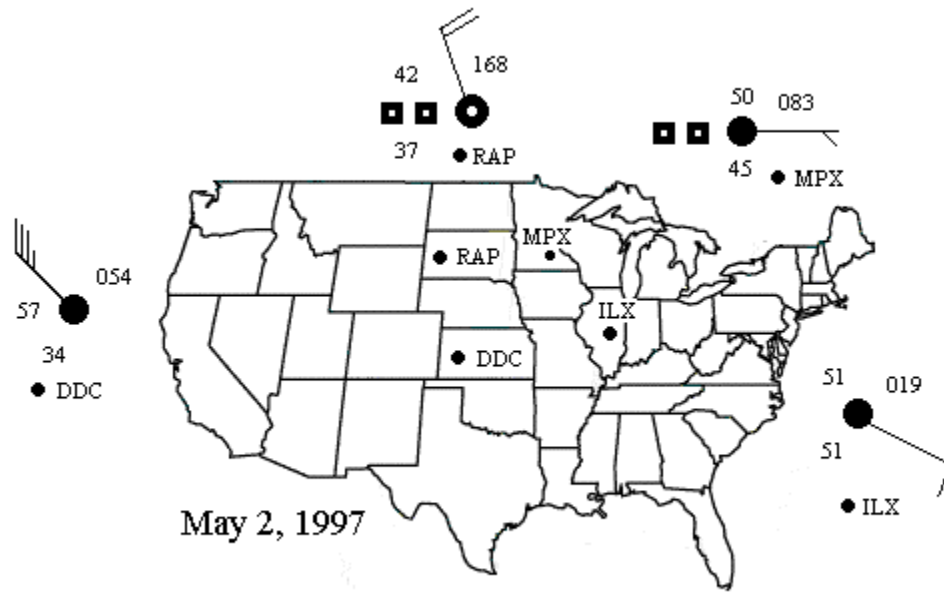 42 168
37
RAP
50 083
45
MPX
054
57
34
DDC
MPX
RAP
ILX
DDC
51 019
51
ILX
May 2, 1997